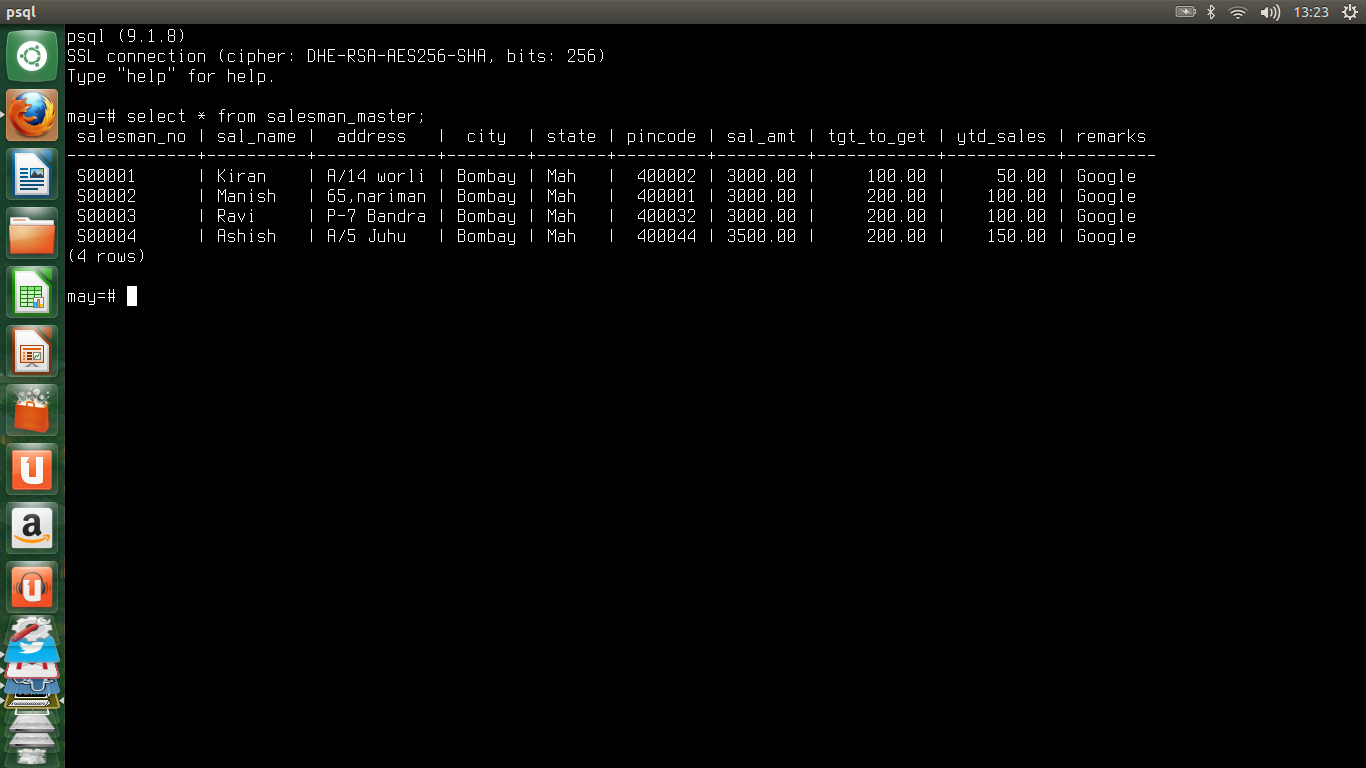 psql
13:23
psql (9.1.8)
SSL connection (cipher: DHE-RSA-AES256-SHA, bits: 256)
Type "help" for help.
may=# select * from salesman_master;
 salesman_no | sal_name |  address   |  city  | state | pincode | sal_amt | tgt_to_get | ytd_sales | remarks
-------------+----------+------------+--------+-------+---------+---------+------------+-----------+---------
 S00001      | Kiran    | A/14 worli | Bombay | Mah   |  400002 | 3000.00 |     100.00 |     50.00 | Google
 S00002      | Manish   | 65,nariman | Bombay | Mah   |  400001 | 3000.00 |     200.00 |    100.00 | Google
 S00003      | Ravi     | P-7 Bandra | Bombay | Mah   |  400032 | 3000.00 |     200.00 |    100.00 | Google
 S00004      | Ashish   | A/5 Juhu   | Bombay | Mah   |  400044 | 3500.00 |     200.00 |    150.00 | Google
(4 rows)
may=#